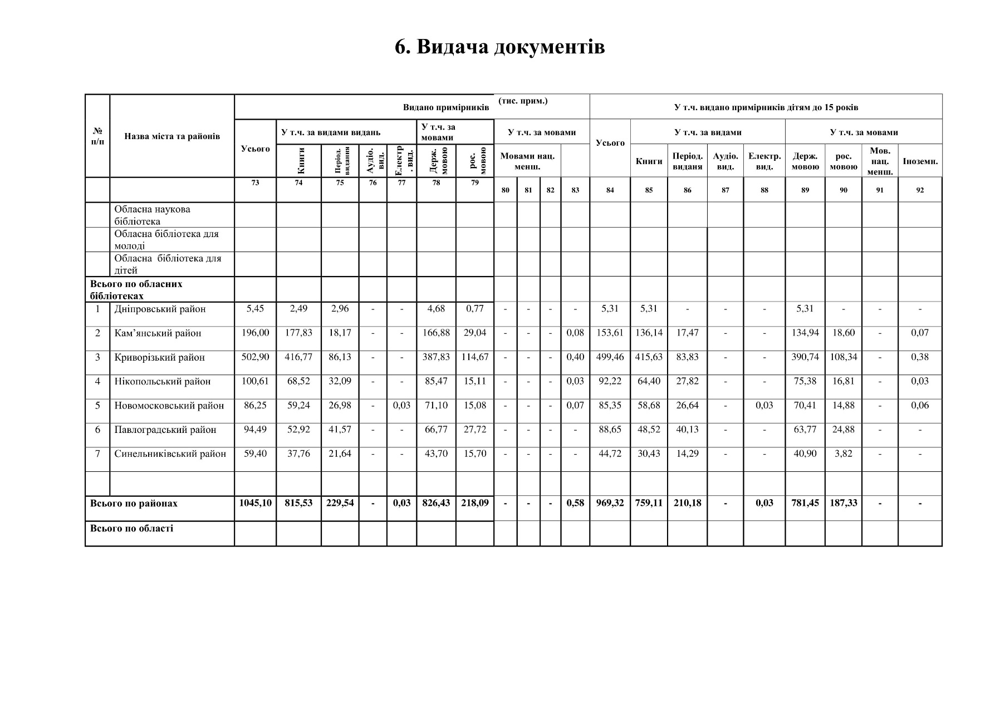 6. Видача документів
№ п/п Назва міста та районів Видано примірників (тис. прим.) У т.ч. видано примірників дітям до 15 років
Усього У т.ч. за видами видань У т.ч. за мовами У т.ч. за мовами Усього У т.ч. за видами У т.ч. за мовами
Книги Період. видання Аудіо. вид. Електр . вид. Держ. мовою рос. мовою Мовами нац. менш. Книги Період. виданя Аудіо. вид. Електр. вид. Держ. мовою рос. мовою Мов. нац. менш. Іноземн.
73 74 75 76 77 78 79 80 81 82 83 84 85 86 87 88 89 90 91 92
Обласна наукова
бібліотека
Обласна бібліотека для
молоді
Обласна бібліотека для
дітей
Всього по обласних
бібліотеках
1 Дніпровський район 5,45 2,49 2,96 - - 4,68 0,77 - - - - 5,31 5,31 - - - 5,31 - - -
2 Кам’янський район 196,00 177,83 18,17 - - 166,88 29,04 - - - 0,08 153,61 136,14 17,47 - - 134,94 18,60 - 0,07
3 Криворізький район 502,90 416,77 86,13 - - 387,83 114,67 - - - 0,40 499,46 415,63 83,83 - - 390,74 108,34 - 0,38
4 Нікопольський район 100,61 68,52 32,09 - - 85,47 15,11 - - - 0,03 92,22 64,40 27,82 - - 75,38 16,81 - 0,03
5 Новомосковський район 86,25 59,24 26,98 - 0,03 71,10 15,08 - - - 0,07 85,35 58,68 26,64 - 0,03 70,41 14,88 - 0,06
6 Павлоградський район 94,49 52,92 41,57 - - 66,77 27,72 - - - - 88,65 48,52 40,13 - - 63,77 24,88 - -
7 Синельниківський район 59,40 37,76 21,64 - - 43,70 15,70 - - - - 44,72 30,43 14,29 - - 40,90 3,82 - -
Всього по районах 1045,10 815,53 229,54 - 0,03 826,43 218,09 - - - 0,58 969,32 759,11 210,18 - 0,03 781,45 187,33 - -
Всього по області